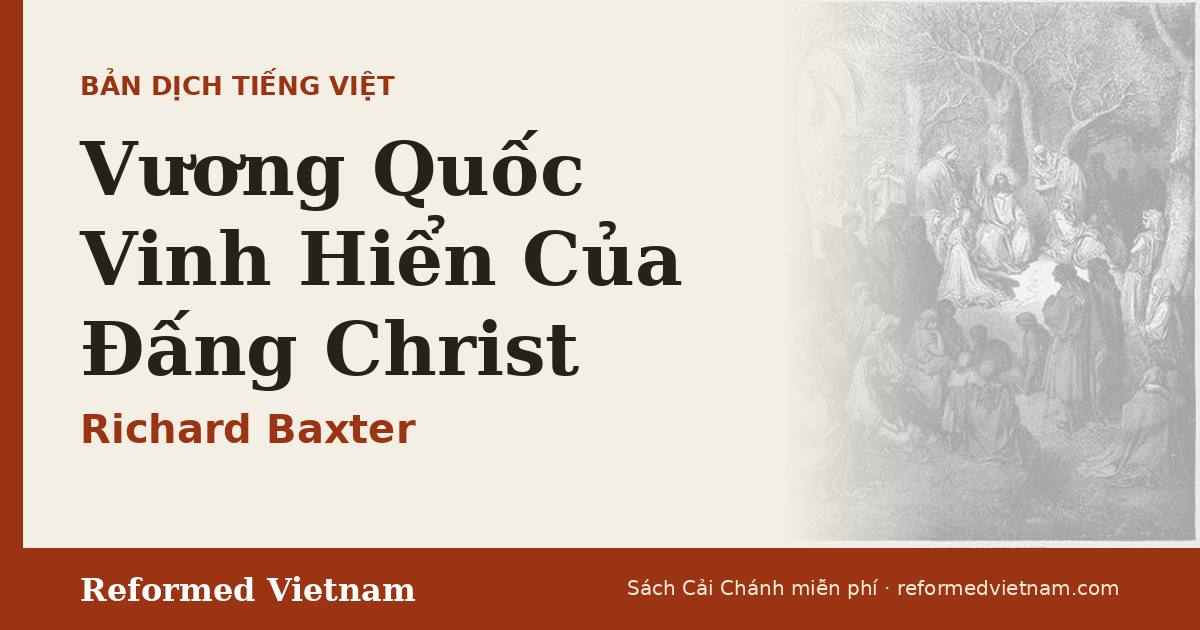 BẢN DỊCH TIẾNG VIỆT
Vương Quốc
Vinh Hiển Của
Đấng Christ
Richard Baxter
Reformed Vietnam
Sách Cải Chánh miễn phí · reformedvietnam.com